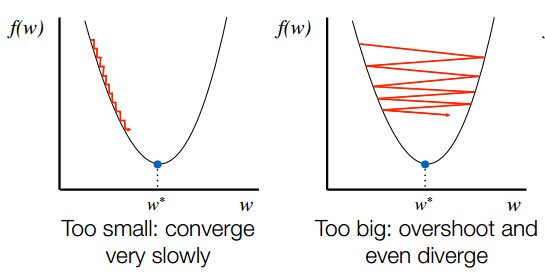 f(w)
w*
w
Too small: converge
very slowly
f(w)
w*
w
Too big: overshoot and
even diverge